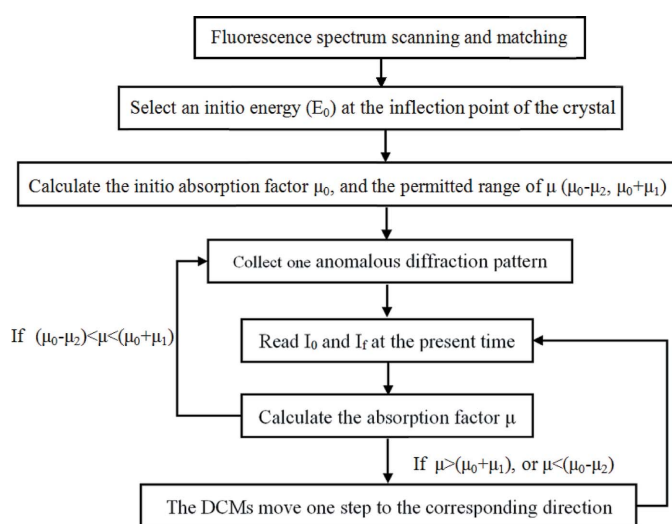 Fluorescence spectrum scanning and matching
Select an initio energy (E₀) at the inflection point of the crystal
Calculate the initio absorption factor μ₀, and the permitted range of μ (μ₀-μ₂, μ₀+μ₁)
Collect one anomalous diffraction pattern
If (μ₀-μ₂)<μ<(μ₀+μ₁)
Read I₀ and I_f at the present time
Calculate the absorption factor μ
If μ>(μ₀+μ₁), or μ<(μ₀-μ₂)
The DCMs move one step to the corresponding direction